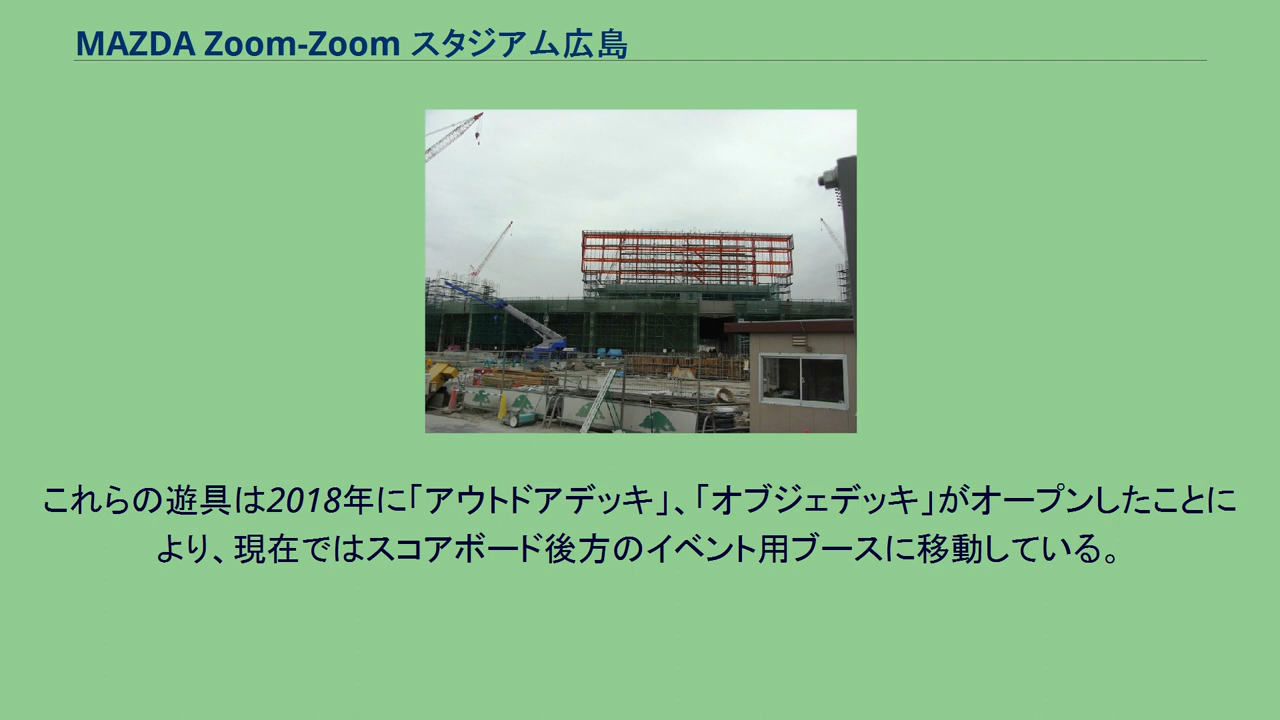 MAZDA Zoom-Zoom スタジアム広島
これらの遊具は2018年に「アウトドアデッキ」、「オブジェデッキ」がオープンしたことに
より、現在ではスコアボード後方のイベント用ブースに移動している。